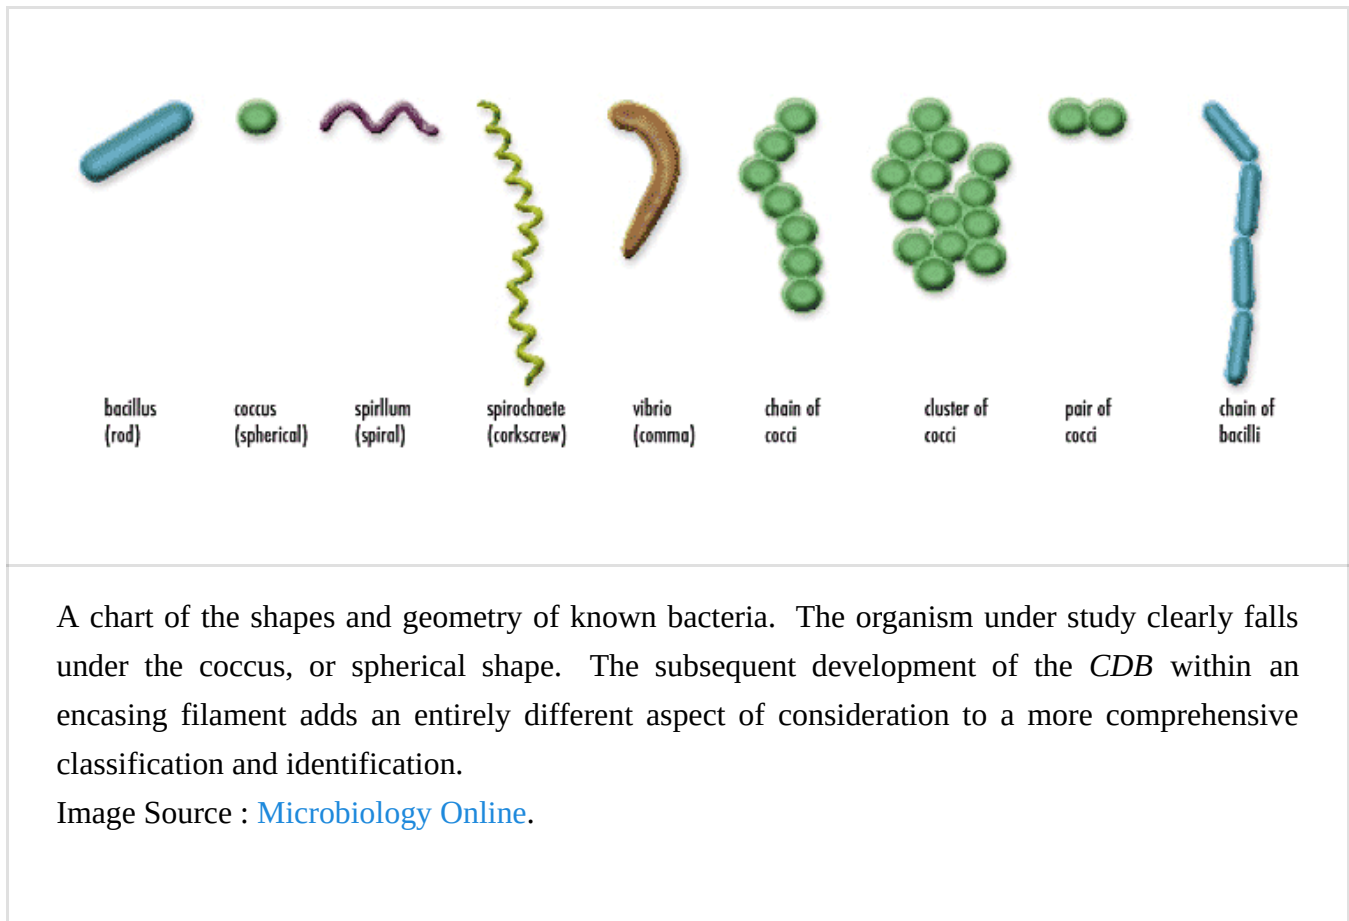 bacillus (rod)
coccus (spherical)
spirllum (spiral)
spirochaete (corkscrew)
vibrio (comma)
chain of cocci
cluster of cocci
pair of cocci
chain of bacilli
A chart of the shapes and geometry of known bacteria.  The organism under study clearly falls
under the coccus, or spherical shape.  The subsequent development of the CDB within an
encasing filament adds an entirely different aspect of consideration to a more comprehensive
classification and identification.
Image Source : Microbiology Online.